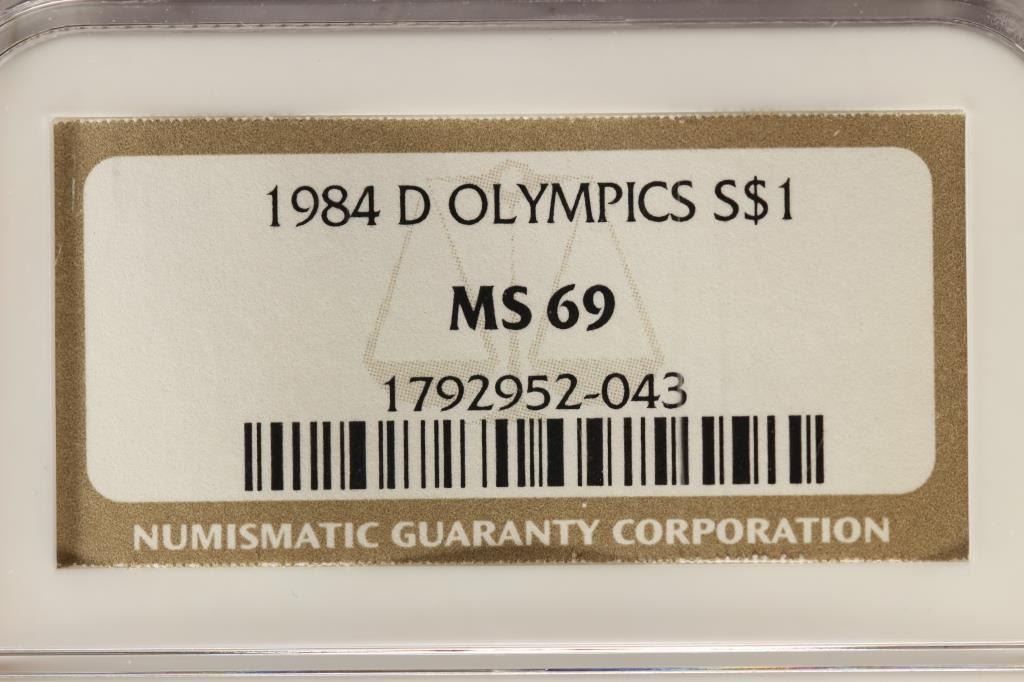 1984 D OLYMPICS S$1
MS 69
1792952-043
NUMISMATIC GUARANTY CORPORATION